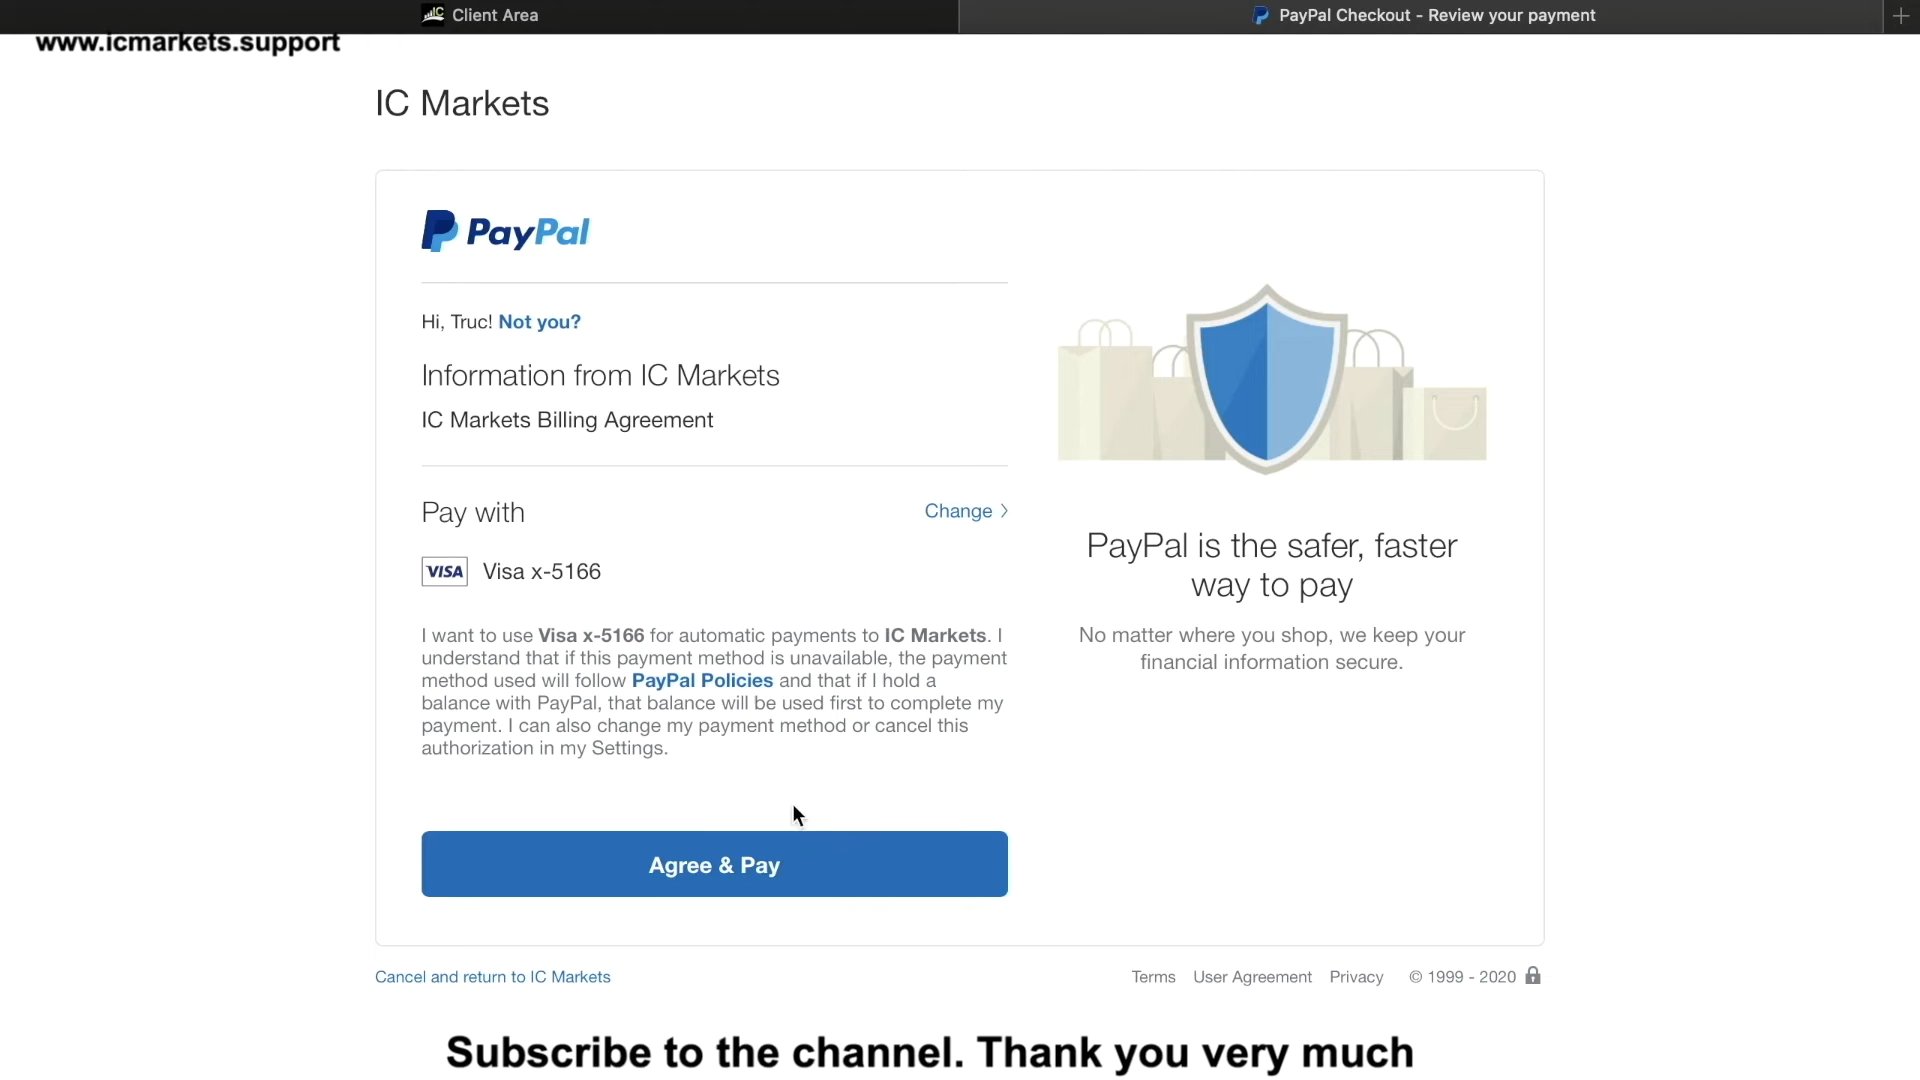 Client Area
PayPal Checkout - Review your payment
www.icmarkets.support
IC Markets
PayPal
Hi, Truc! Not you?
Information from IC Markets
IC Markets Billing Agreement
Pay with
Change
VISA Visa x-5166
I want to use Visa x-5166 for automatic payments to IC Markets. I
understand that if this payment method is unavailable, the payment
method used will follow PayPal Policies and that if I hold a
balance with PayPal, that balance will be used first to complete my
payment. I can also change my payment method or cancel this
authorization in my Settings.
Agree & Pay
PayPal is the safer, faster
way to pay
No matter where you shop, we keep your
financial information secure.
Cancel and return to IC Markets
Terms User Agreement Privacy © 1999 - 2020
Subscribe to the channel. Thank you very much